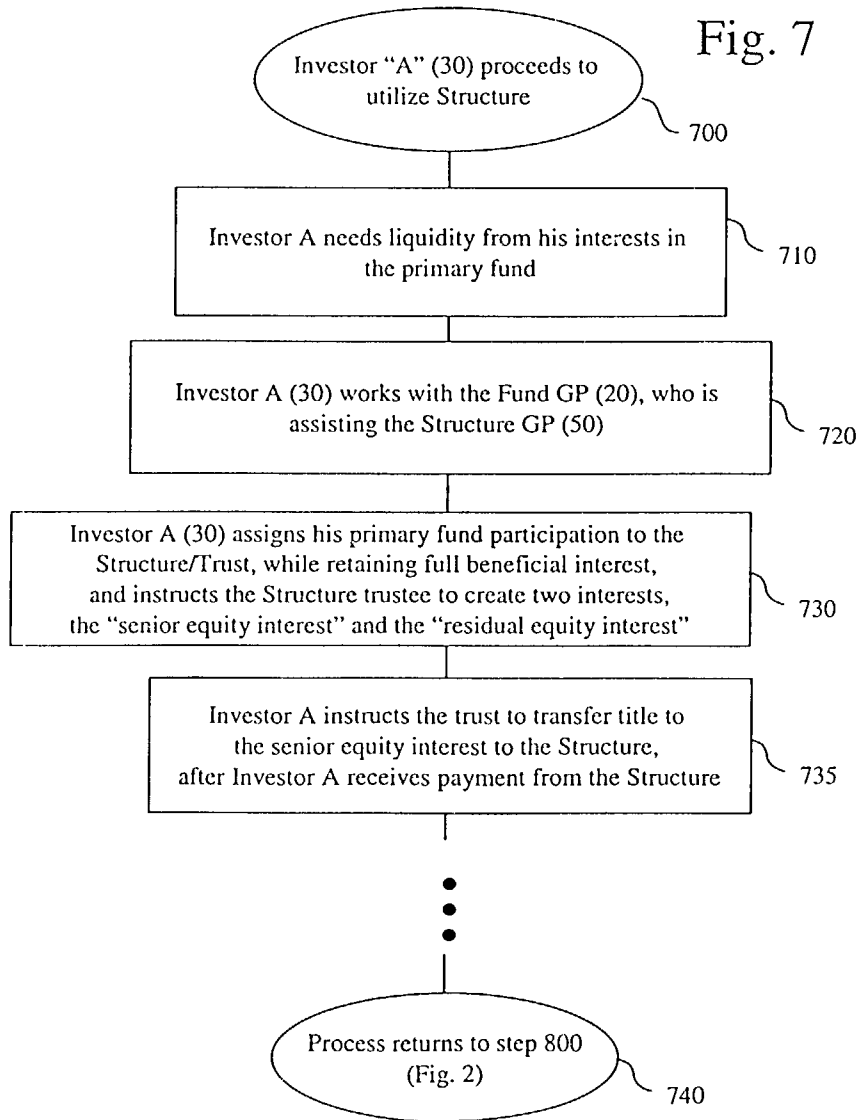 Fig. 7
Investor “A” (30) proceeds to
utilize Structure
700
Investor A needs liquidity from his interests in
the primary fund
710
Investor A (30) works with the Fund GP (20), who is
assisting the Structure GP (50)
720
Investor A (30) assigns his primary fund participation to the
Structure/Trust, while retaining full beneficial interest,
and instructs the Structure trustee to create two interests,
the “senior equity interest” and the “residual equity interest”
730
Investor A instructs the trust to transfer title to
the senior equity interest to the Structure,
after Investor A receives payment from the Structure
735
Process returns to step 800
(Fig. 2)
740